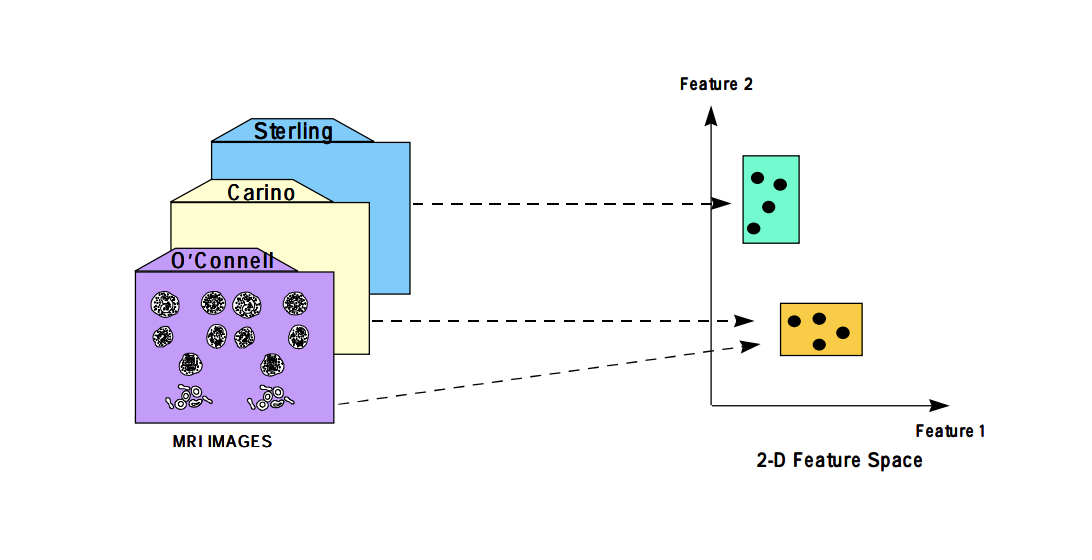 Feature 2
Sterling
Carino
O'Connell
MRI IMAGES
Feature 1
2-D Feature Space